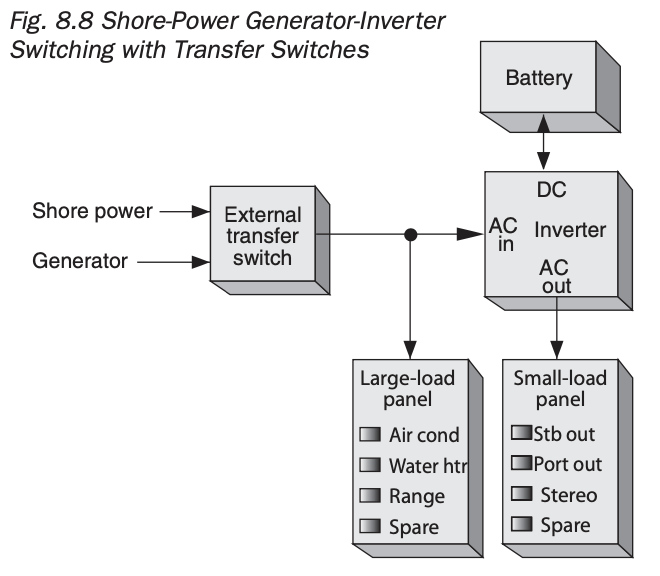 Fig. 8.8 Shore-Power Generator-Inverter
Switching with Transfer Switches
Battery
DC
Shore power
Generator
External
transfer
switch
AC
in
Inverter
AC
out
Large-load
panel
Air cond
Water htr
Range
Spare
Small-load
panel
Stb out
Port out
Stereo
Spare